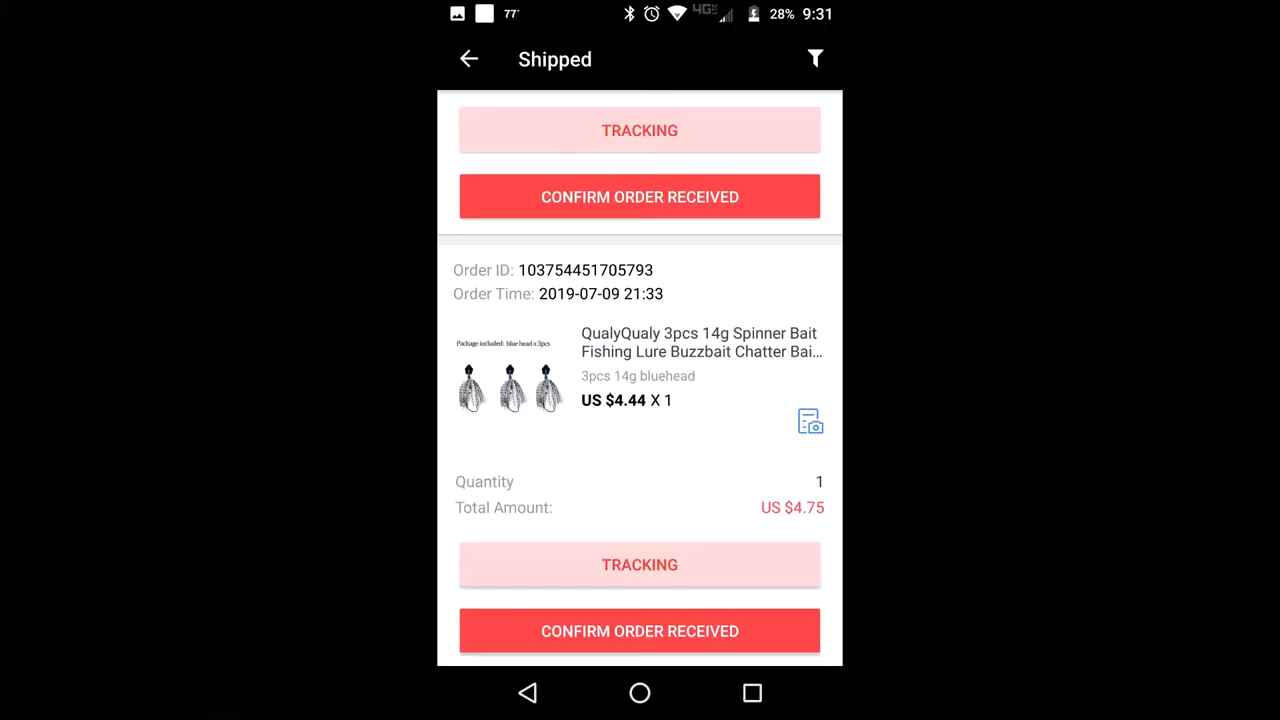 77°
4G LTE
28%
9:31
Shipped
TRACKING
CONFIRM ORDER RECEIVED
Order ID: 103754451705793
Order Time: 2019-07-09 21:33
Package included: blue head x 3pcs
QualyQualy 3pcs 14g Spinner Bait
Fishing Lure Buzzbait Chatter Bai...
3pcs 14g bluehead
US $4.44 X 1
Quantity 1
Total Amount: US $4.75
TRACKING
CONFIRM ORDER RECEIVED